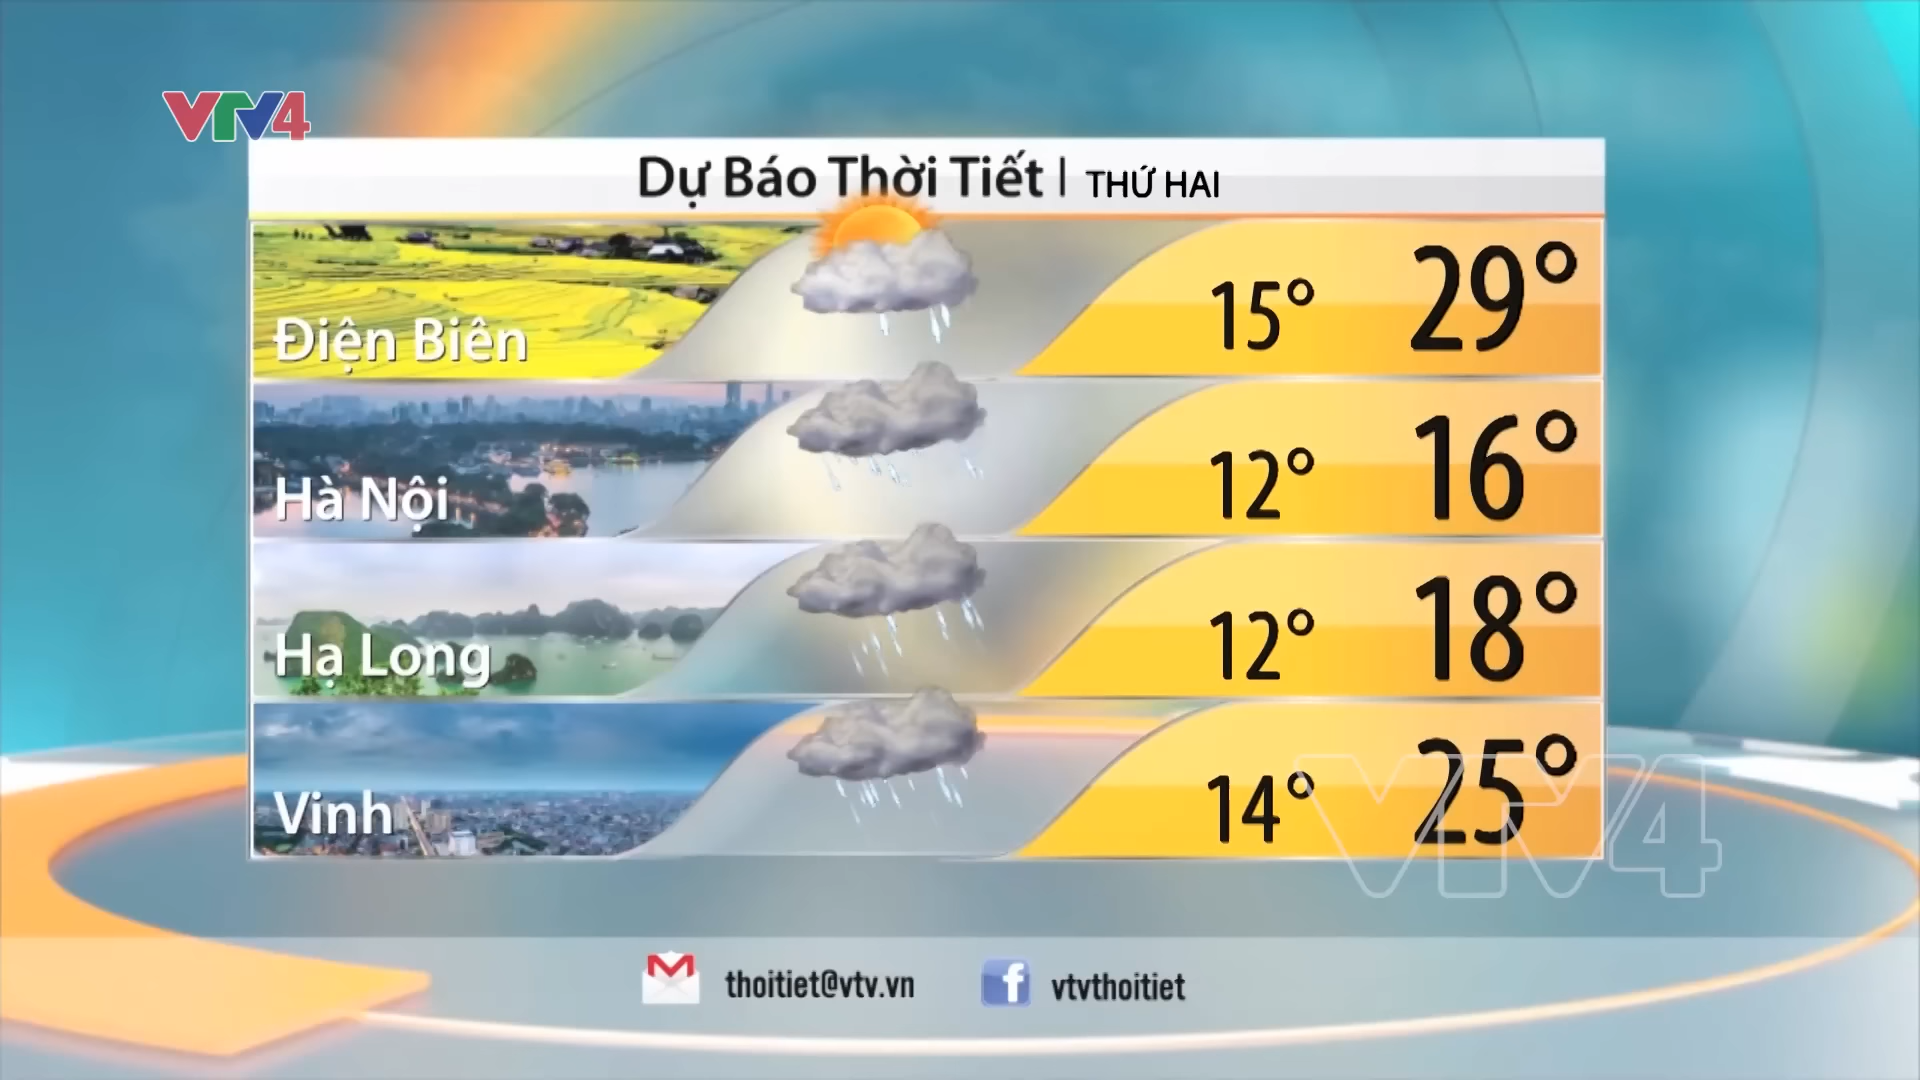 VTV4
Dự Báo Thời Tiết | THỨ HAI
Điện Biên 15° 29°
Hà Nội 12° 16°
Hạ Long 12° 18°
Vinh 14° 25°
VTV4
thoitiet@vtv.vn vtvthoitiet